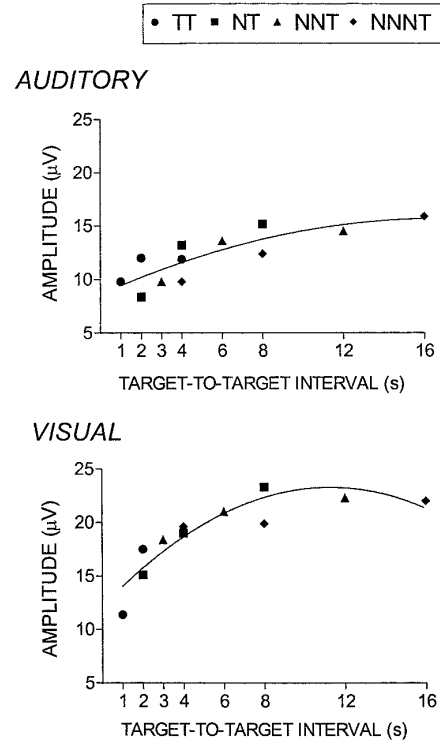 TT NT NNT NNNT
AUDITORY
AMPLITUDE (µV)
25
20
15
10
5
1 2 3 4 6 8 12 16
TARGET-TO-TARGET INTERVAL (s)
VISUAL
AMPLITUDE (µV)
25
20
15
10
5
1 2 3 4 6 8 12 16
TARGET-TO-TARGET INTERVAL (s)